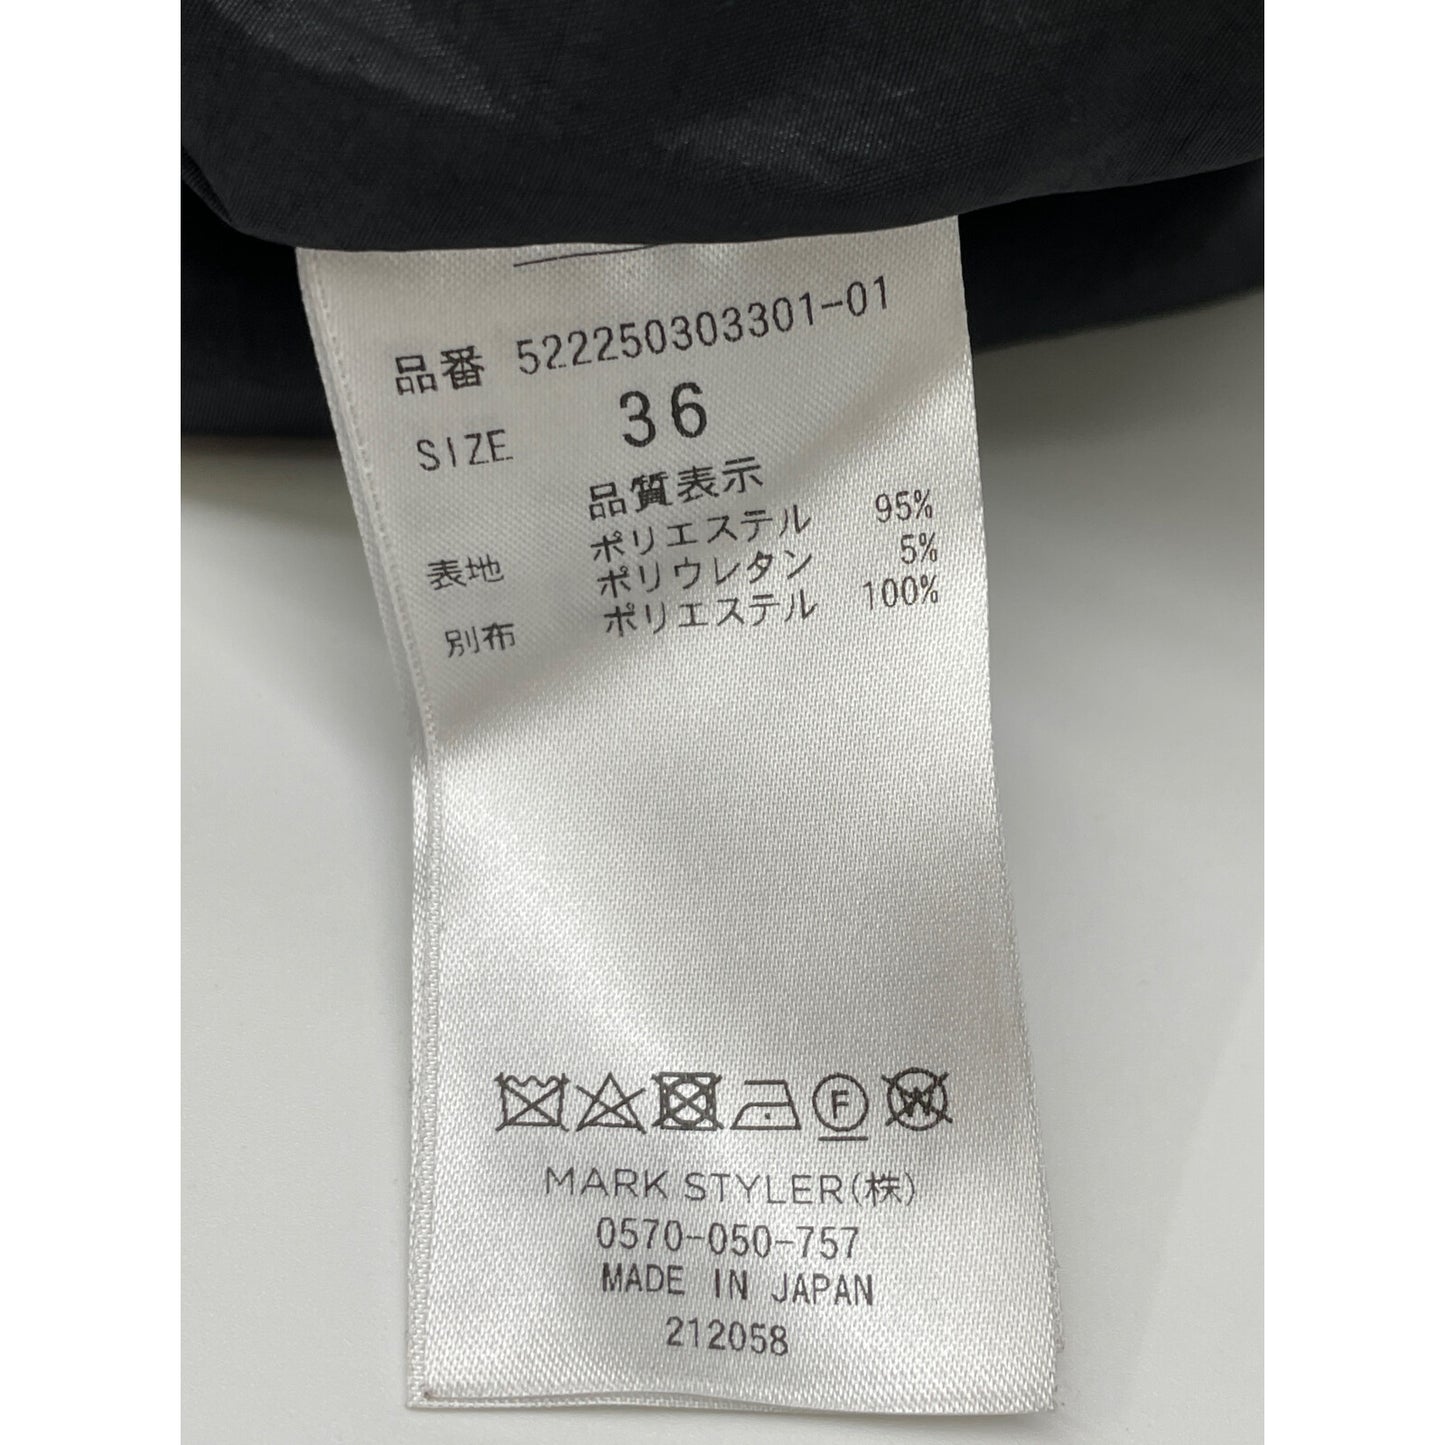 品番 522250303301-01
SIZE 36
品質表示
表地 ポリエステル 95%
ポリウレタン 5%
別布 ポリエステル 100%
F W
MARK STYLER(株)
0570-050-757
MADE IN JAPAN
212058